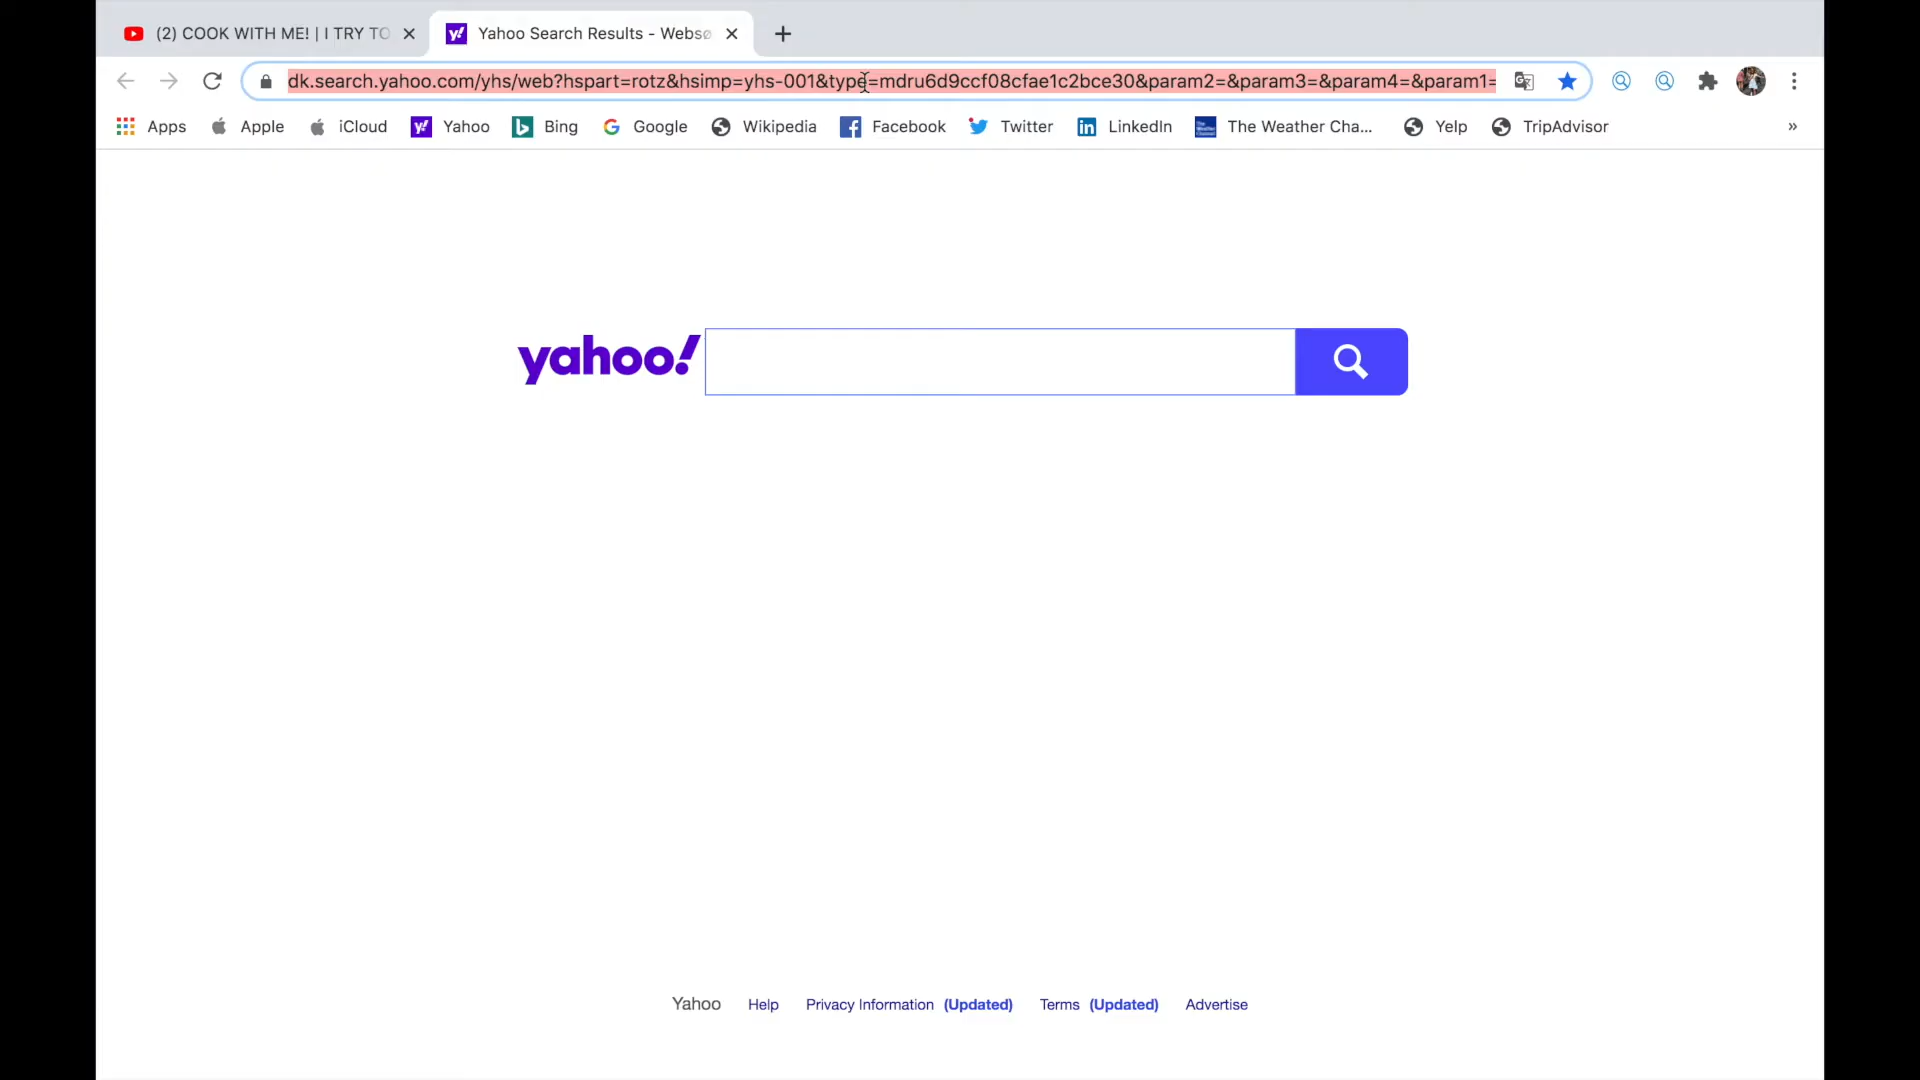 (2) COOK WITH ME! | I TRY TO
Yahoo Search Results - Websø
dk.search.yahoo.com/yhs/web?hspart=rotz&hsimp=yhs-001&type=mdru6d9ccf08cfae1c2bce30&param2=&param3=&param4=&param1=
Apps Apple iCloud Yahoo Bing Google Wikipedia Facebook Twitter LinkedIn The Weather Cha... Yelp TripAdvisor »
yahoo!
Yahoo Help Privacy Information (Updated) Terms (Updated) Advertise